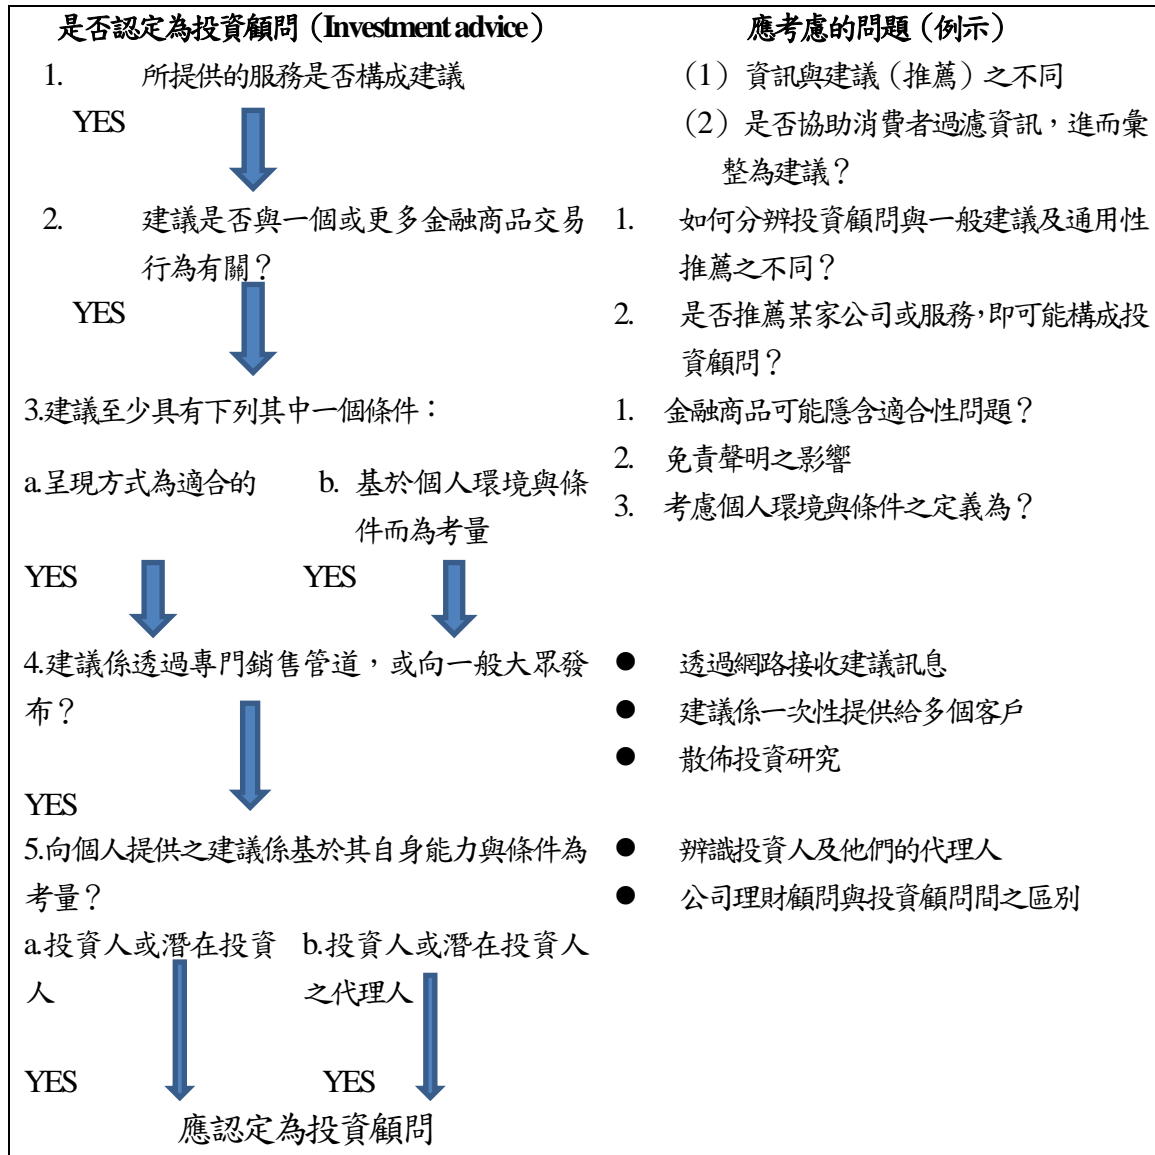 是否認定為投資顧問（Investment advice）
應考慮的問題（例示）
1. 所提供的服務是否構成建議
YES
（1）資訊與建議（推薦）之不同
（2）是否協助消費者過濾資訊，進而彙
整為建議？
2. 建議是否與一個或更多金融商品交易
行為有關？
YES
1. 如何分辨投資顧問與一般建議及通用性
推薦之不同？
2. 是否推薦某家公司或服務，即可能構成投
資顧問？
3.建議至少具有下列其中一個條件：
a.呈現方式為適合的
b. 基於個人環境與條
件而為考量
YES
YES
1. 金融商品可能隱含適合性問題？
2. 免責聲明之影響
3. 考慮個人環境與條件之定義為？
4.建議係透過專門銷售管道，或向一般大眾發
布？
YES
● 透過網路接收建議訊息
● 建議係一次性提供給多個客戶
● 散佈投資研究
5.向個人提供之建議係基於其自身能力與條件為
考量？
a.投資人或潛在投資
人
b.投資人或潛在投資人
之代理人
YES
YES
應認定為投資顧問
● 辨識投資人及他們的代理人
● 公司理財顧問與投資顧問間之區別